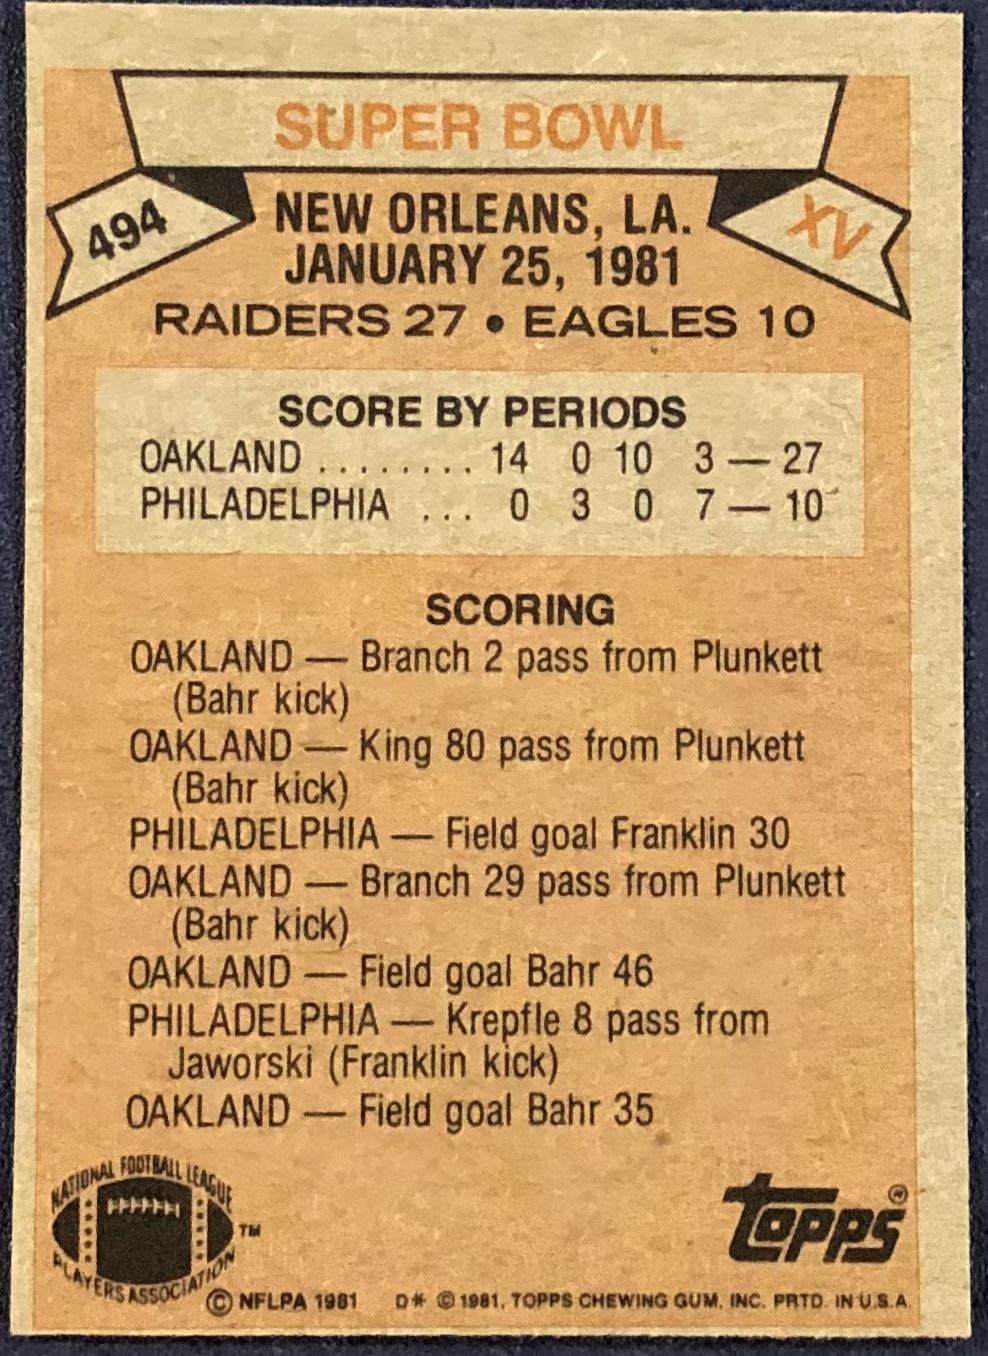 SUPER BOWL
494
XV
NEW ORLEANS, LA.
JANUARY 25, 1981
RAIDERS 27 • EAGLES 10
SCORE BY PERIODS
OAKLAND ........ 14 0 10 3 — 27
PHILADELPHIA ... 0 3 0 7 — 10
SCORING
OAKLAND — Branch 2 pass from Plunkett
(Bahr kick)
OAKLAND — King 80 pass from Plunkett
(Bahr kick)
PHILADELPHIA — Field goal Franklin 30
OAKLAND — Branch 29 pass from Plunkett
(Bahr kick)
OAKLAND — Field goal Bahr 46
PHILADELPHIA — Krepfle 8 pass from
Jaworski (Franklin kick)
OAKLAND — Field goal Bahr 35
NATIONAL FOOTBALL LEAGUE
PLAYERS ASSOCIATION
™
topps®
© NFLPA 1981 D* © 1981, TOPPS CHEWING GUM, INC. PRTD. IN U.S.A.